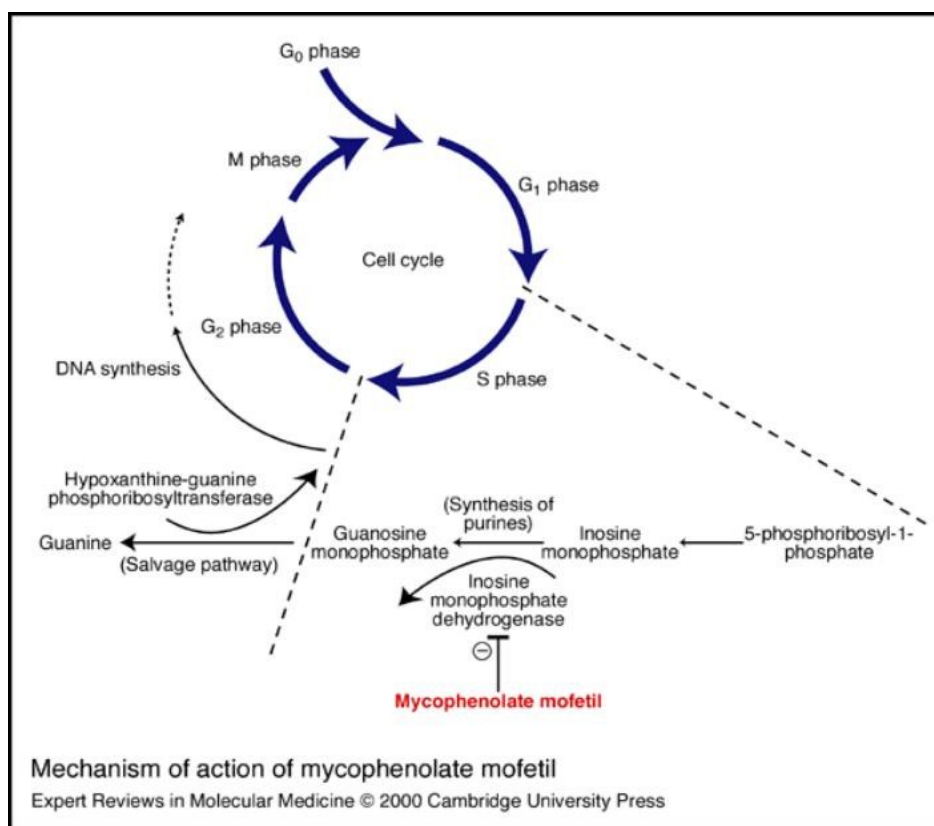 G₀ phase
M phase
G₁ phase
Cell cycle
G₂ phase
S phase
DNA synthesis
Hypoxanthine-guanine
phosphoribosyltransferase
Guanine
(Salvage pathway)
Guanosine
monophosphate
(Synthesis of
purines)
Inosine
monophosphate
5-phosphoribosyl-1-
phosphate
Inosine
monophosphate
dehydrogenase
−
Mycophenolate mofetil
Mechanism of action of mycophenolate mofetil
Expert Reviews in Molecular Medicine © 2000 Cambridge University Press